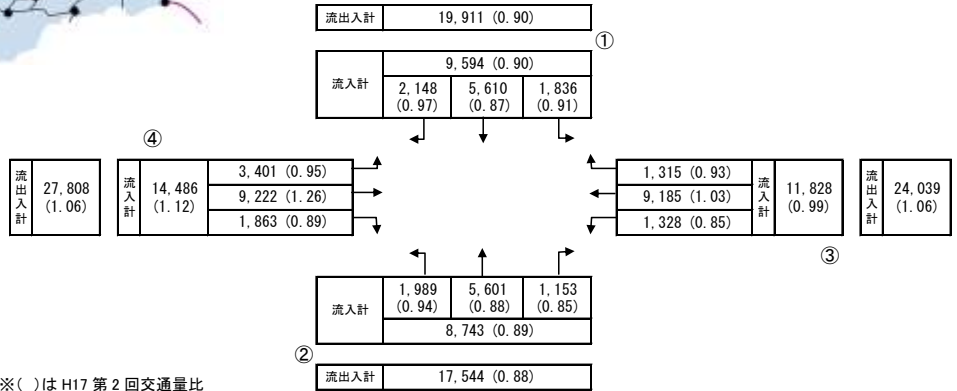 流出入計 19,911 (0.90)
①
流入計 9,594 (0.90)
2,148 5,610 1,836
(0.97) (0.87) (0.91)
④
流出入計 27,808 (1.06)
流入計 14,486 (1.12)
3,401 (0.95)
9,222 (1.26)
1,863 (0.89)
1,315 (0.93)
9,185 (1.03)
1,328 (0.85)
流入計 11,828 (0.99)
流出入計 24,039 (1.06)
③
流入計
1,989 5,601 1,153
(0.94) (0.88) (0.85)
8,743 (0.89)
②
流出入計 17,544 (0.88)
※( )は H17 第 2 回交通量比